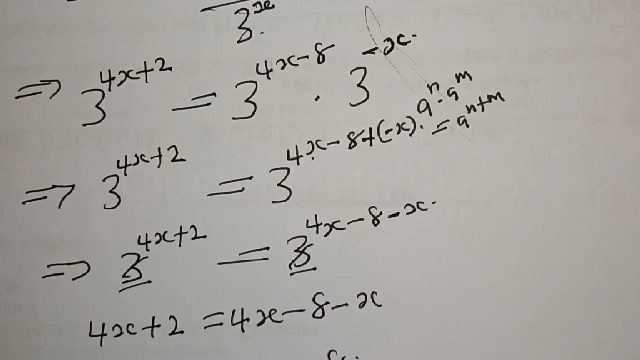 3^x.
⇒ 3^{4x+2} = 3^{4x-8} · 3^{-x}.
a^n · a^m = a^{n+m}
⇒ 3^{4x+2} = 3^{4x-8+(-x)}.
⇒ 3^{4x+2} = 3^{4x-8-x}.
4x+2 = 4x-8-x